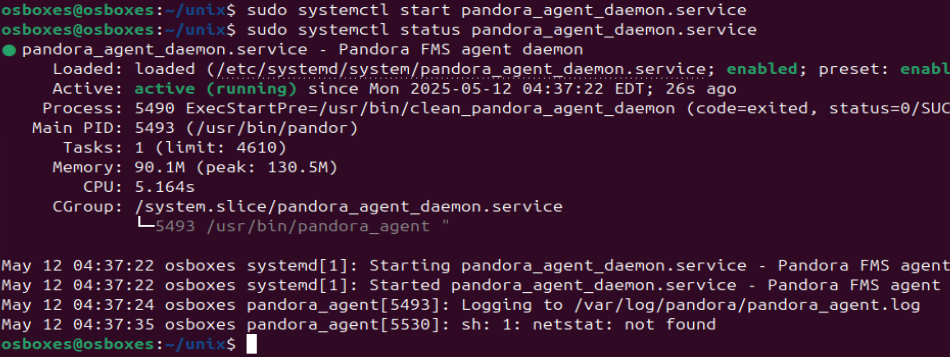 osboxes@osboxes:~/unix$ sudo systemctl start pandora_agent_daemon.service
osboxes@osboxes:~/unix$ sudo systemctl status pandora_agent_daemon.service
● pandora_agent_daemon.service - Pandora FMS agent daemon
     Loaded: loaded (/etc/systemd/system/pandora_agent_daemon.service; enabled; preset: enabl
     Active: active (running) since Mon 2025-05-12 04:37:22 EDT; 26s ago
    Process: 5490 ExecStartPre=/usr/bin/clean_pandora_agent_daemon (code=exited, status=0/SUC
   Main PID: 5493 (/usr/bin/pandor)
      Tasks: 1 (limit: 4610)
     Memory: 90.1M (peak: 130.5M)
        CPU: 5.164s
     CGroup: /system.slice/pandora_agent_daemon.service
             └─5493 /usr/bin/pandora_agent "
May 12 04:37:22 osboxes systemd[1]: Starting pandora_agent_daemon.service - Pandora FMS agent
May 12 04:37:22 osboxes systemd[1]: Started pandora_agent_daemon.service - Pandora FMS agent
May 12 04:37:24 osboxes pandora_agent[5493]: Logging to /var/log/pandora/pandora_agent.log
May 12 04:37:35 osboxes pandora_agent[5530]: sh: 1: netstat: not found
osboxes@osboxes:~/unix$